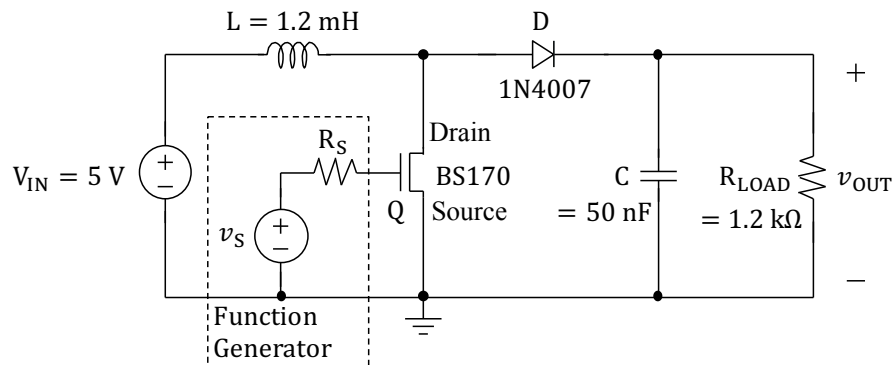 L = 1.2 mH
D
1N4007
+
R_S
Drain
V_IN = 5 V
+
−
BS170
C
R_LOAD
v_OUT
Q
Source
= 50 nF
= 1.2 kΩ
v_S
+
−
−
Function
Generator